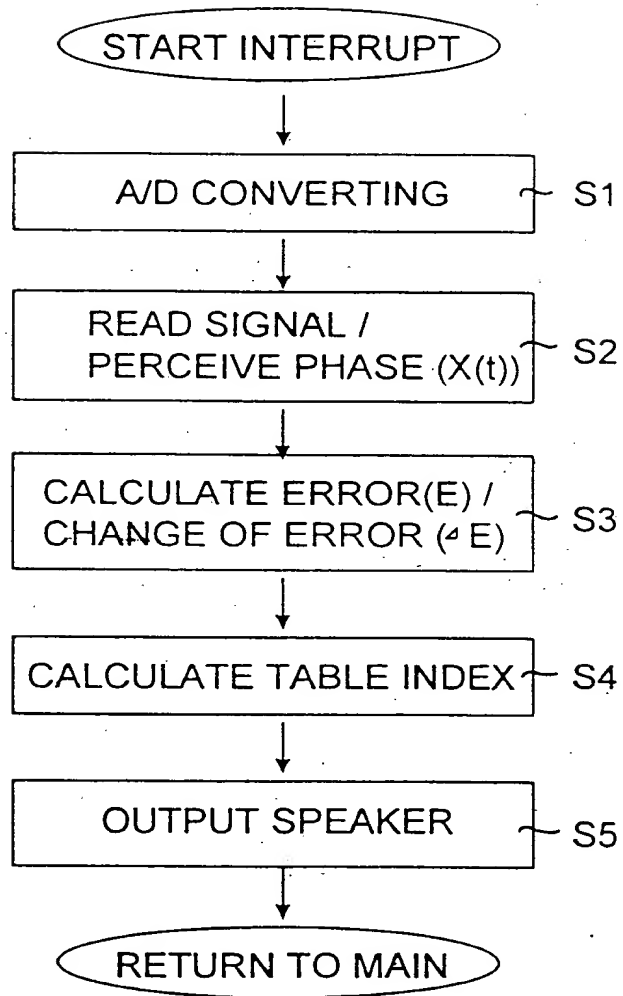 START INTERRUPT
A/D CONVERTING
S1
READ SIGNAL /
PERCEIVE PHASE (X(t))
S2
CALCULATE ERROR(E) /
CHANGE OF ERROR (⊿E)
S3
CALCULATE TABLE INDEX
S4
OUTPUT SPEAKER
S5
RETURN TO MAIN